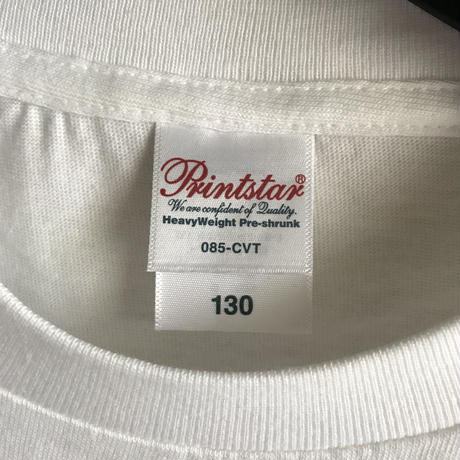 Printstar®
We are confident of Quality.
HeavyWeight Pre-shrunk
085-CVT
130